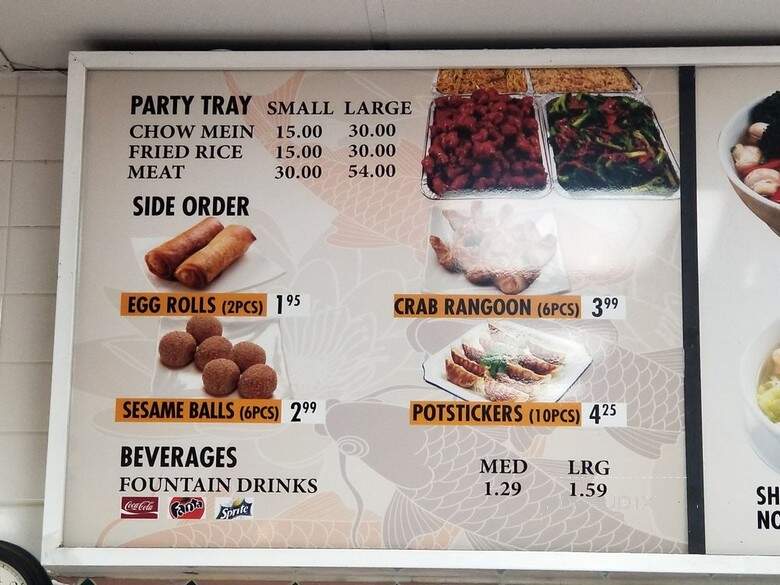 PARTY TRAY SMALL LARGE
CHOW MEIN 15.00 30.00
FRIED RICE 15.00 30.00
MEAT 30.00 54.00
SIDE ORDER
EGG ROLLS (2PCS) 1 95
CRAB RANGOON (6PCS) 3 99
SESAME BALLS (6PCS) 2 99
POTSTICKERS (10PCS) 4 25
BEVERAGES MED LRG
FOUNTAIN DRINKS 1.29 1.59
Coca-Cola Fanta Sprite
SH
NO